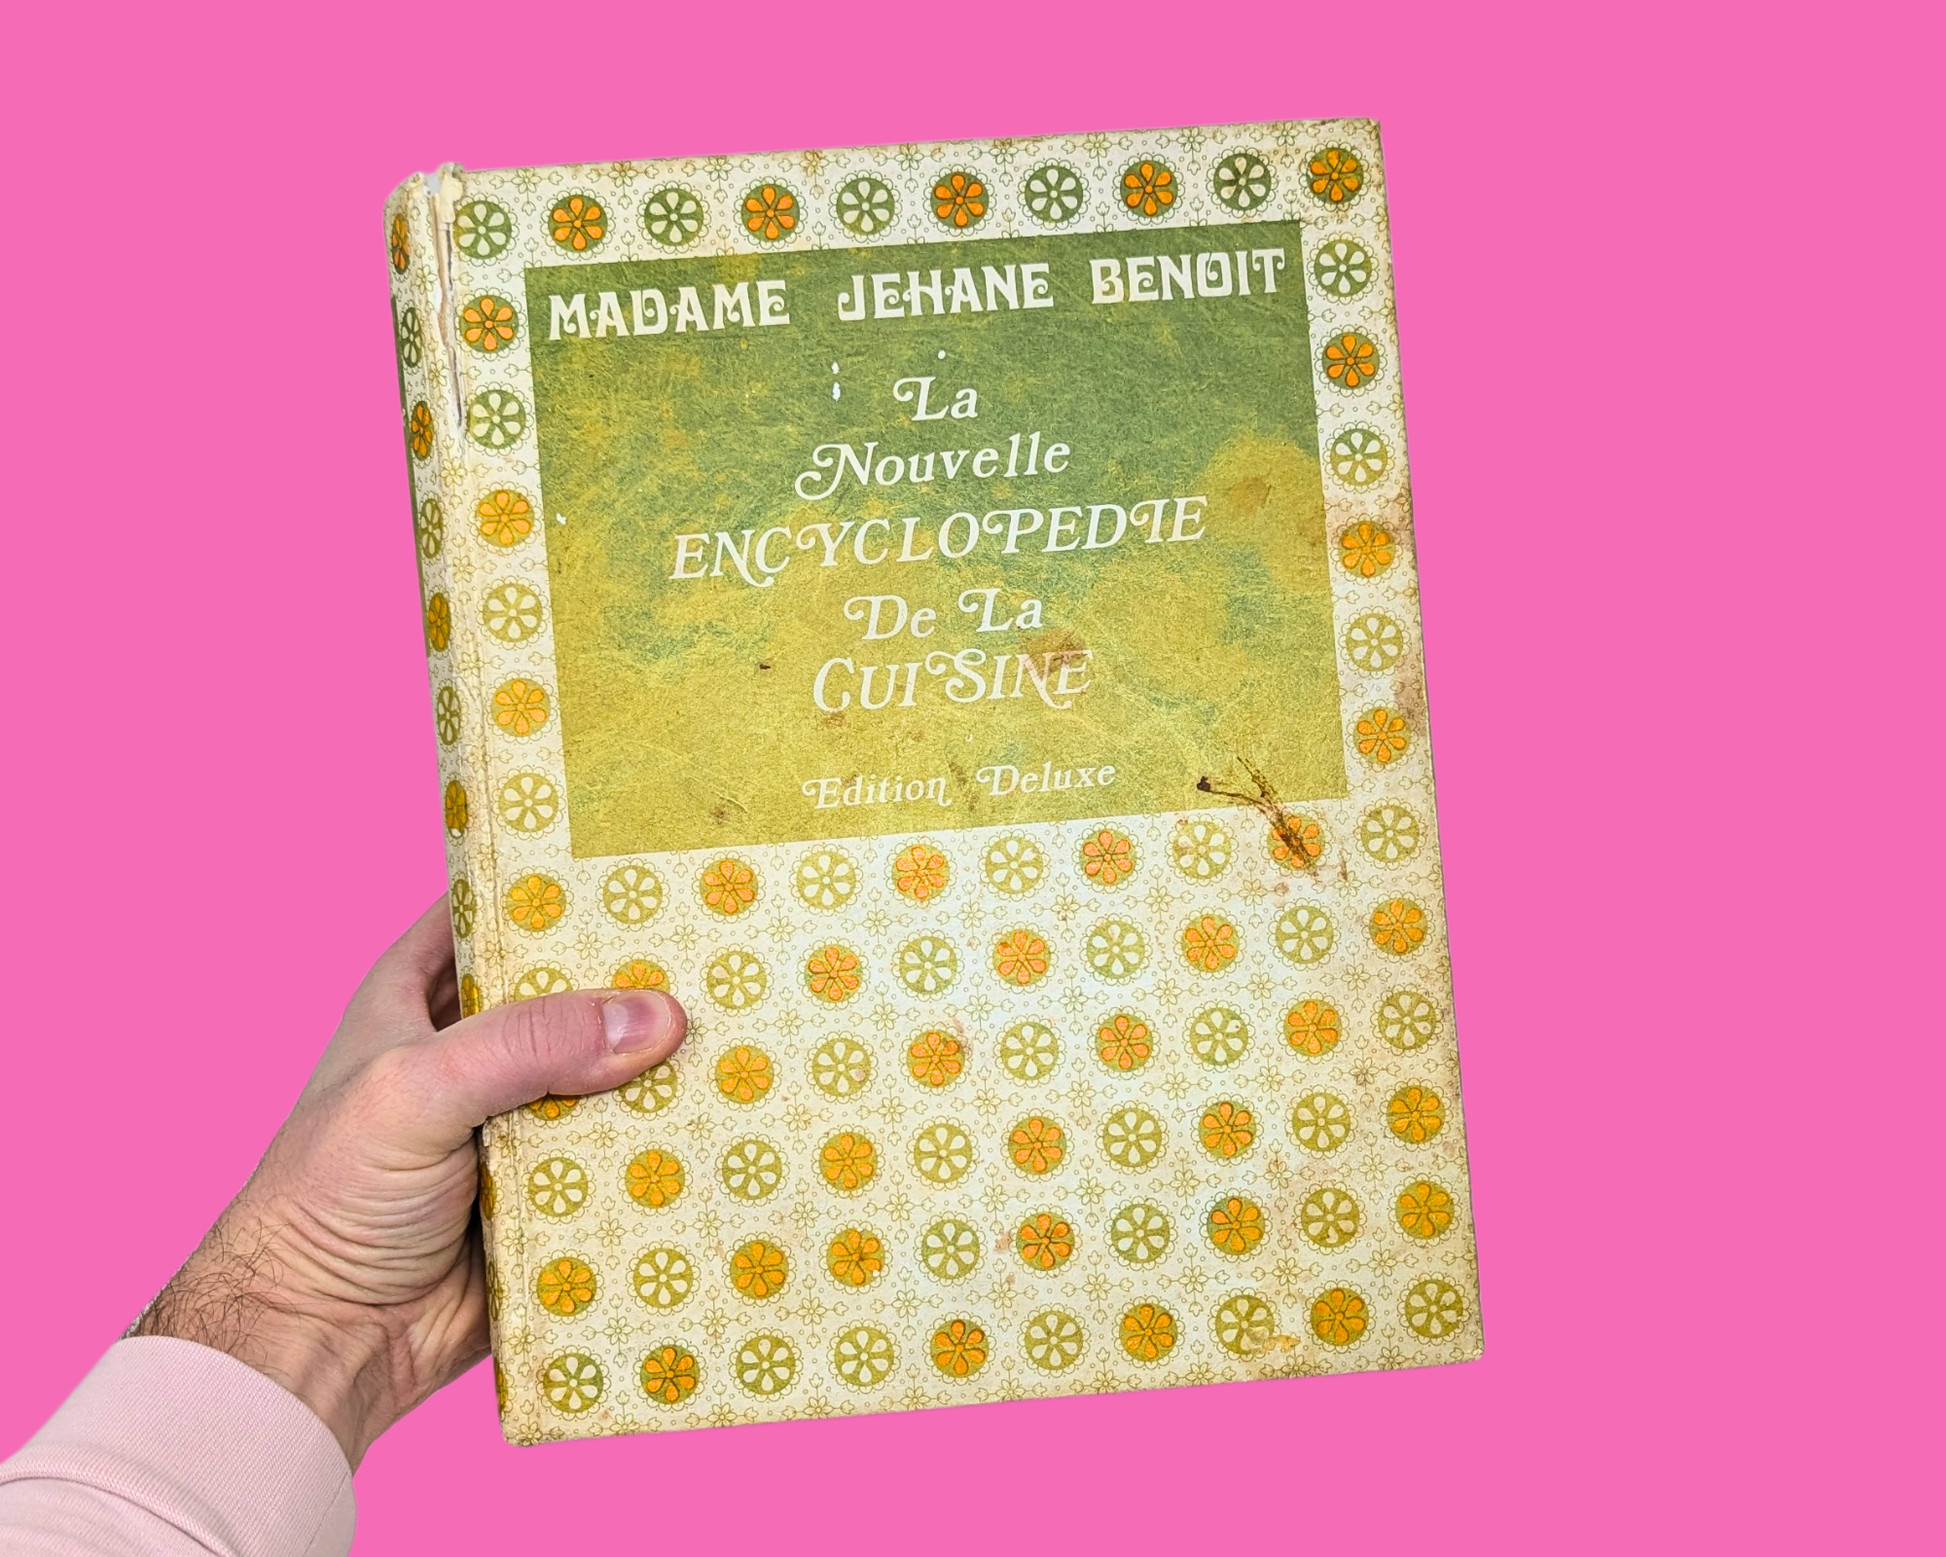 MADAME JEHANE BENOIT
La
Nouvelle
ENCYCLOPEDIE
De La
CUISINE
Edition Deluxe